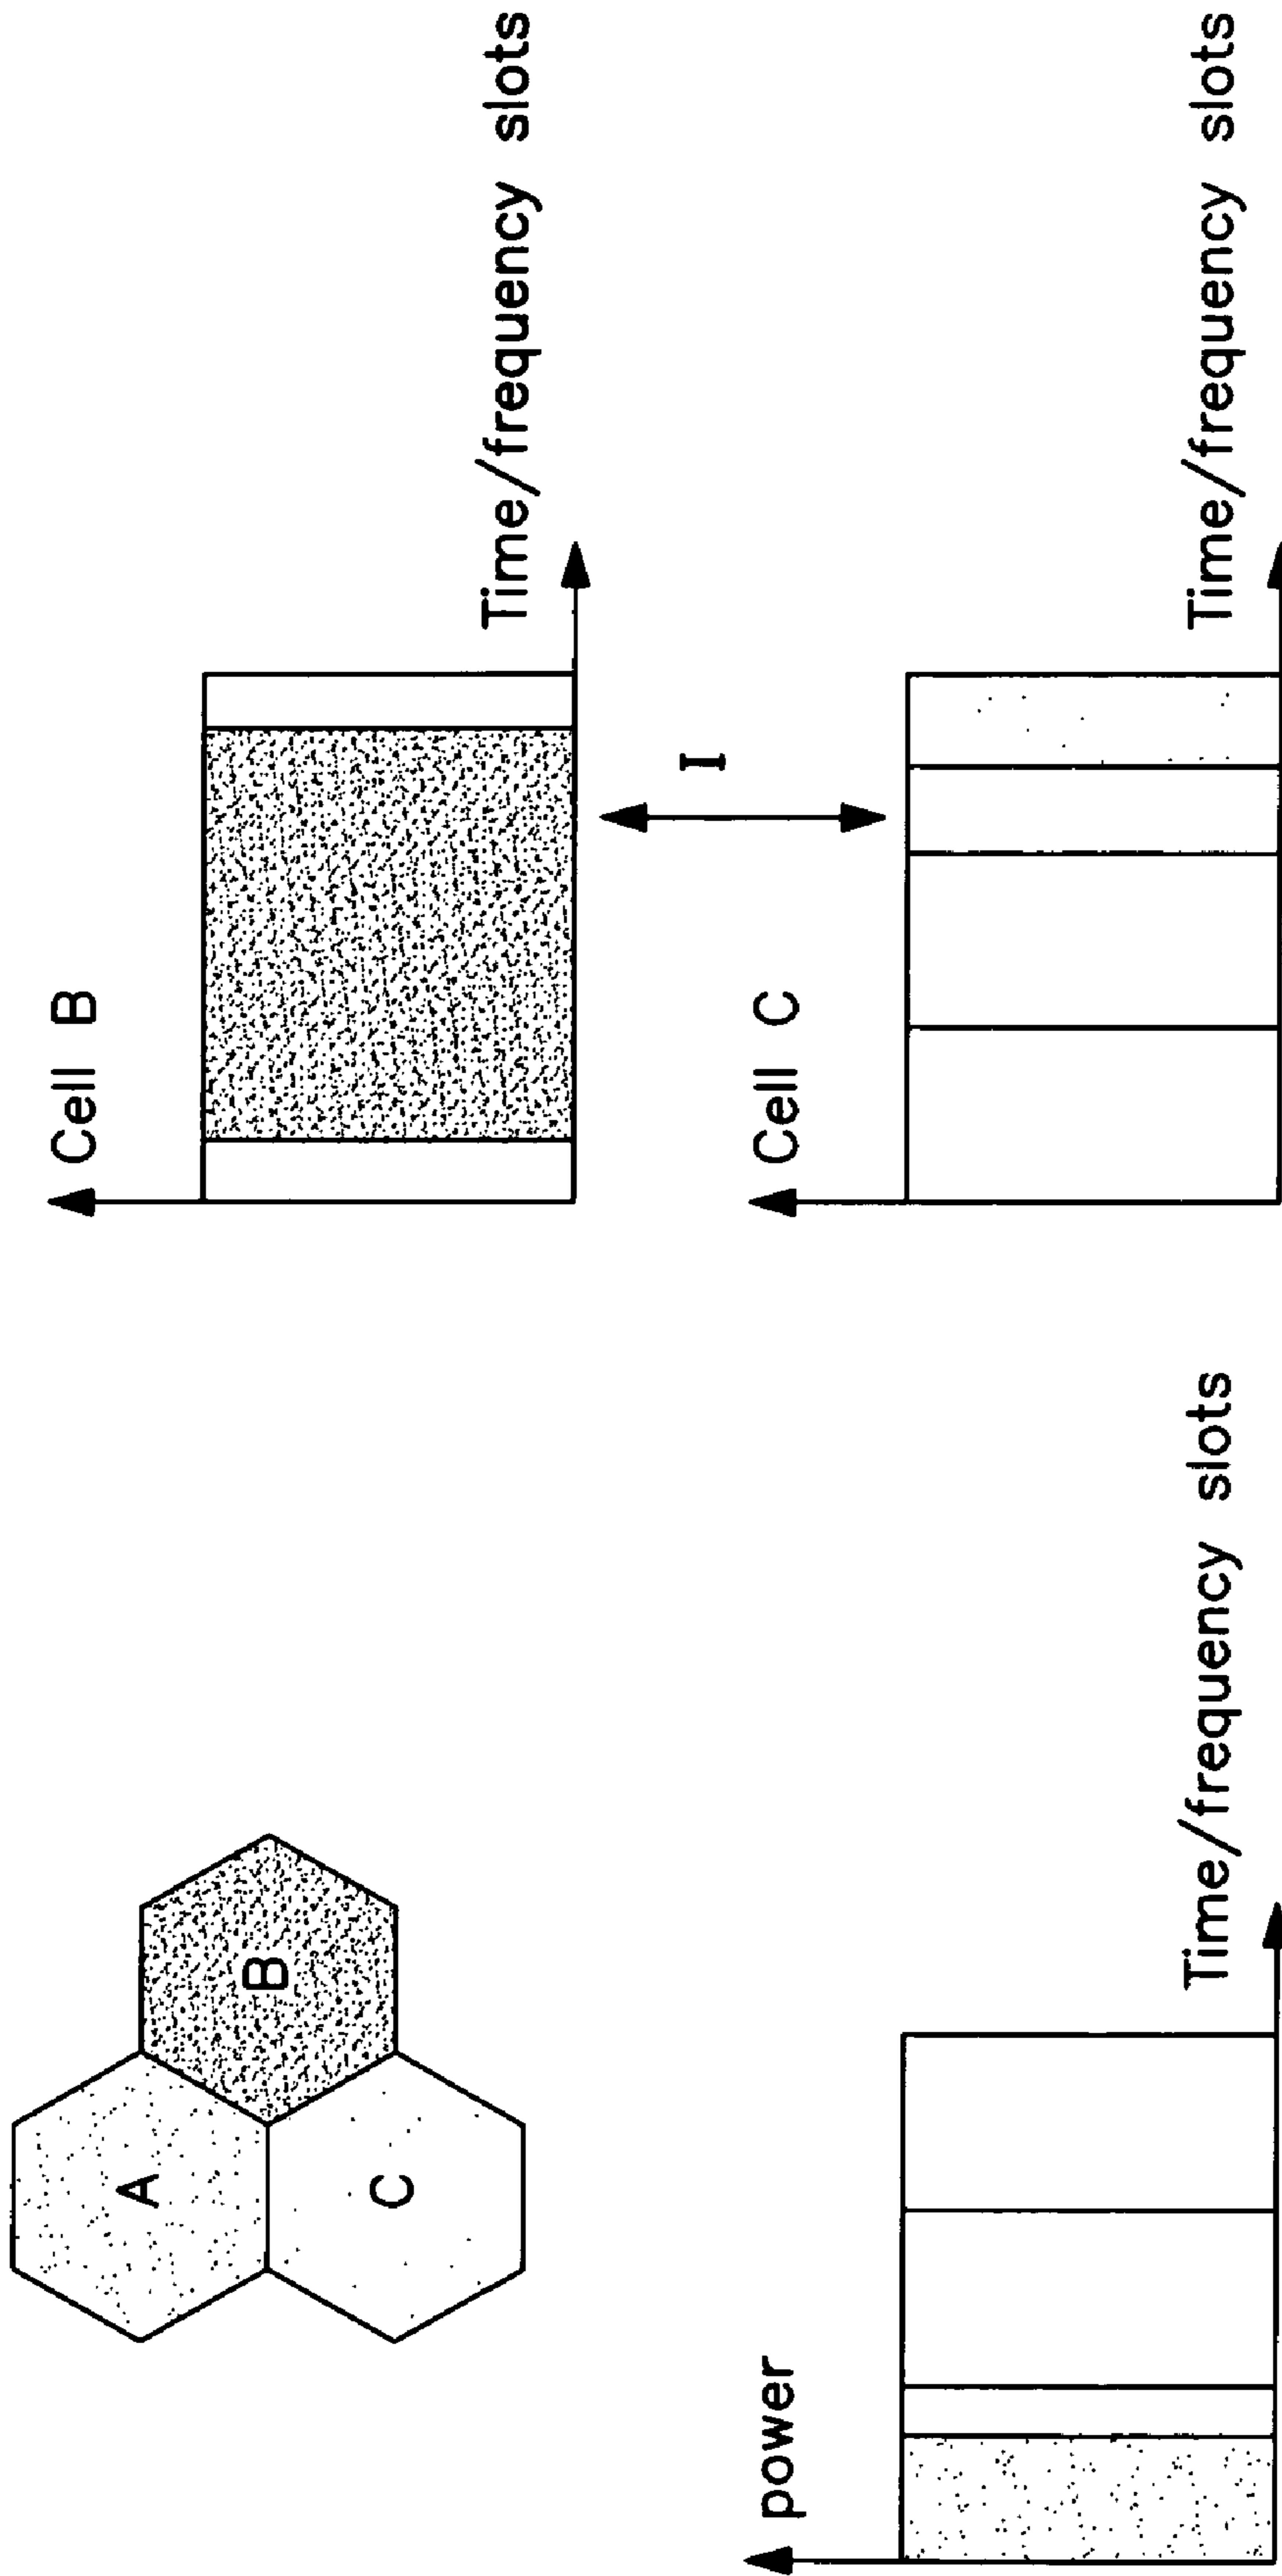 A
B
C
power
Time/frequency slots
Cell B
Time/frequency slots
I
Cell C
Time/frequency slots